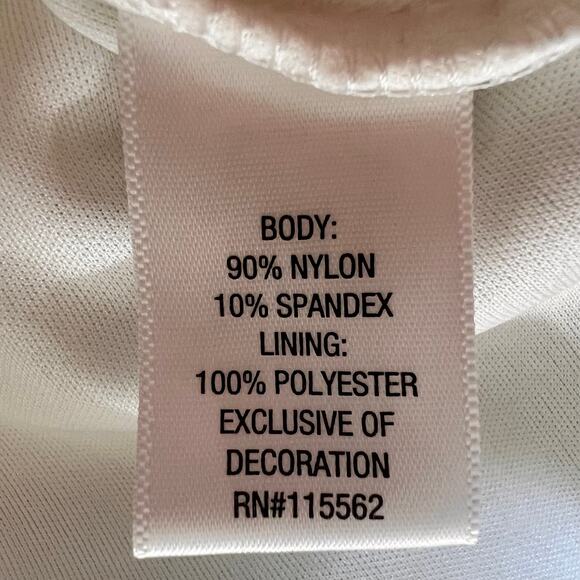 BODY:
90% NYLON
10% SPANDEX
LINING:
100% POLYESTER
EXCLUSIVE OF
DECORATION
RN#115562